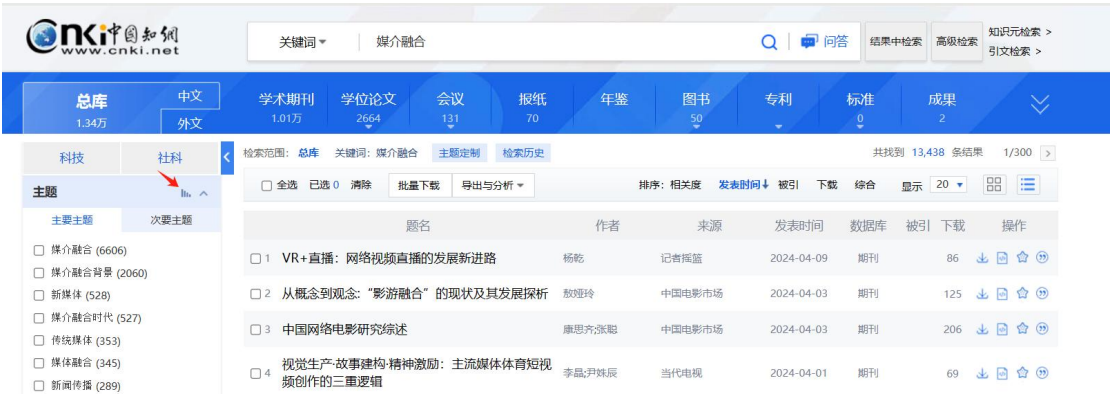 cnki中国知网
www.cnki.net
关键词 媒介融合 问答 结果中检索 高级检索 知识元检索 >
引文检索 >
总库 中文 学术期刊 学位论文 会议 报纸 年鉴 图书 专利 标准 成果
1.34万 外文 1.01万 2664 131 70 50 0 2
科技 社科 检索范围：总库 关键词：媒介融合 主题定制 检索历史 共找到 13,438 条结果 1/300 >
主题 全选 已选 0 清除 批量下载 导出与分析 排序：相关度 发表时间↓ 被引 下载 综合 显示 20
主要主题 次要主题 题名 作者 来源 发表时间 数据库 被引 下载 操作
媒介融合 (6606)
媒介融合背景 (2060)
新媒体 (528)
媒介融合时代 (527)
传统媒体 (353)
媒体融合 (345)
新闻传播 (289)
1 VR+直播：网络视频直播的发展新进路 杨乾 记者摇篮 2024-04-09 期刊 86
2 从概念到观念：“影游融合”的现状及其发展探析 敖娅玲 中国电影市场 2024-04-03 期刊 125
3 中国网络电影研究综述 康思齐;张聪 中国电影市场 2024-04-03 期刊 206
4 视觉生产·故事建构·精神激励：主流媒体体育短视
频创作的三重逻辑 李晶;尹姝辰 当代电视 2024-04-01 期刊 69